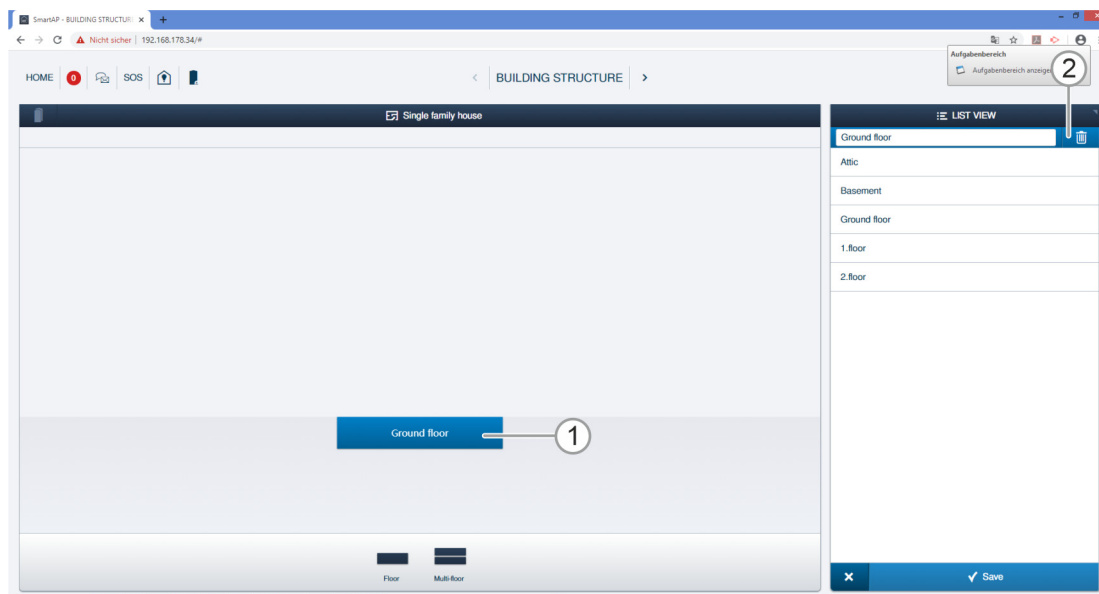 SmartAP - BUILDING STRUCTUR
Nicht sicher | 192.168.178.34/#
Aufgabenbereich
Aufgabenbereich anzeigen
2
HOME 0 SOS
BUILDING STRUCTURE
Single family house
LIST VIEW
Ground floor
Attic
Basement
Ground floor
1.floor
2.floor
Ground floor
1
Floor
Multi-floor
Save